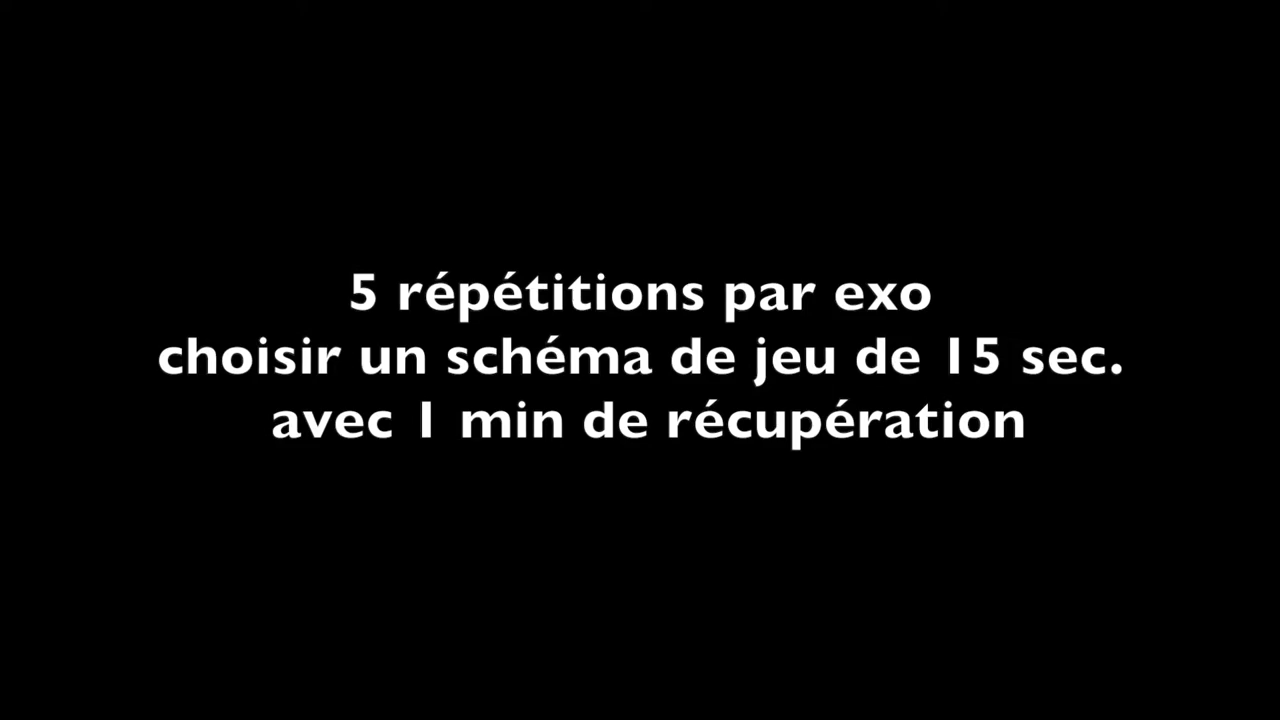 5 répétitions par exo
choisir un schéma de jeu de 15 sec.
avec 1 min de récupération